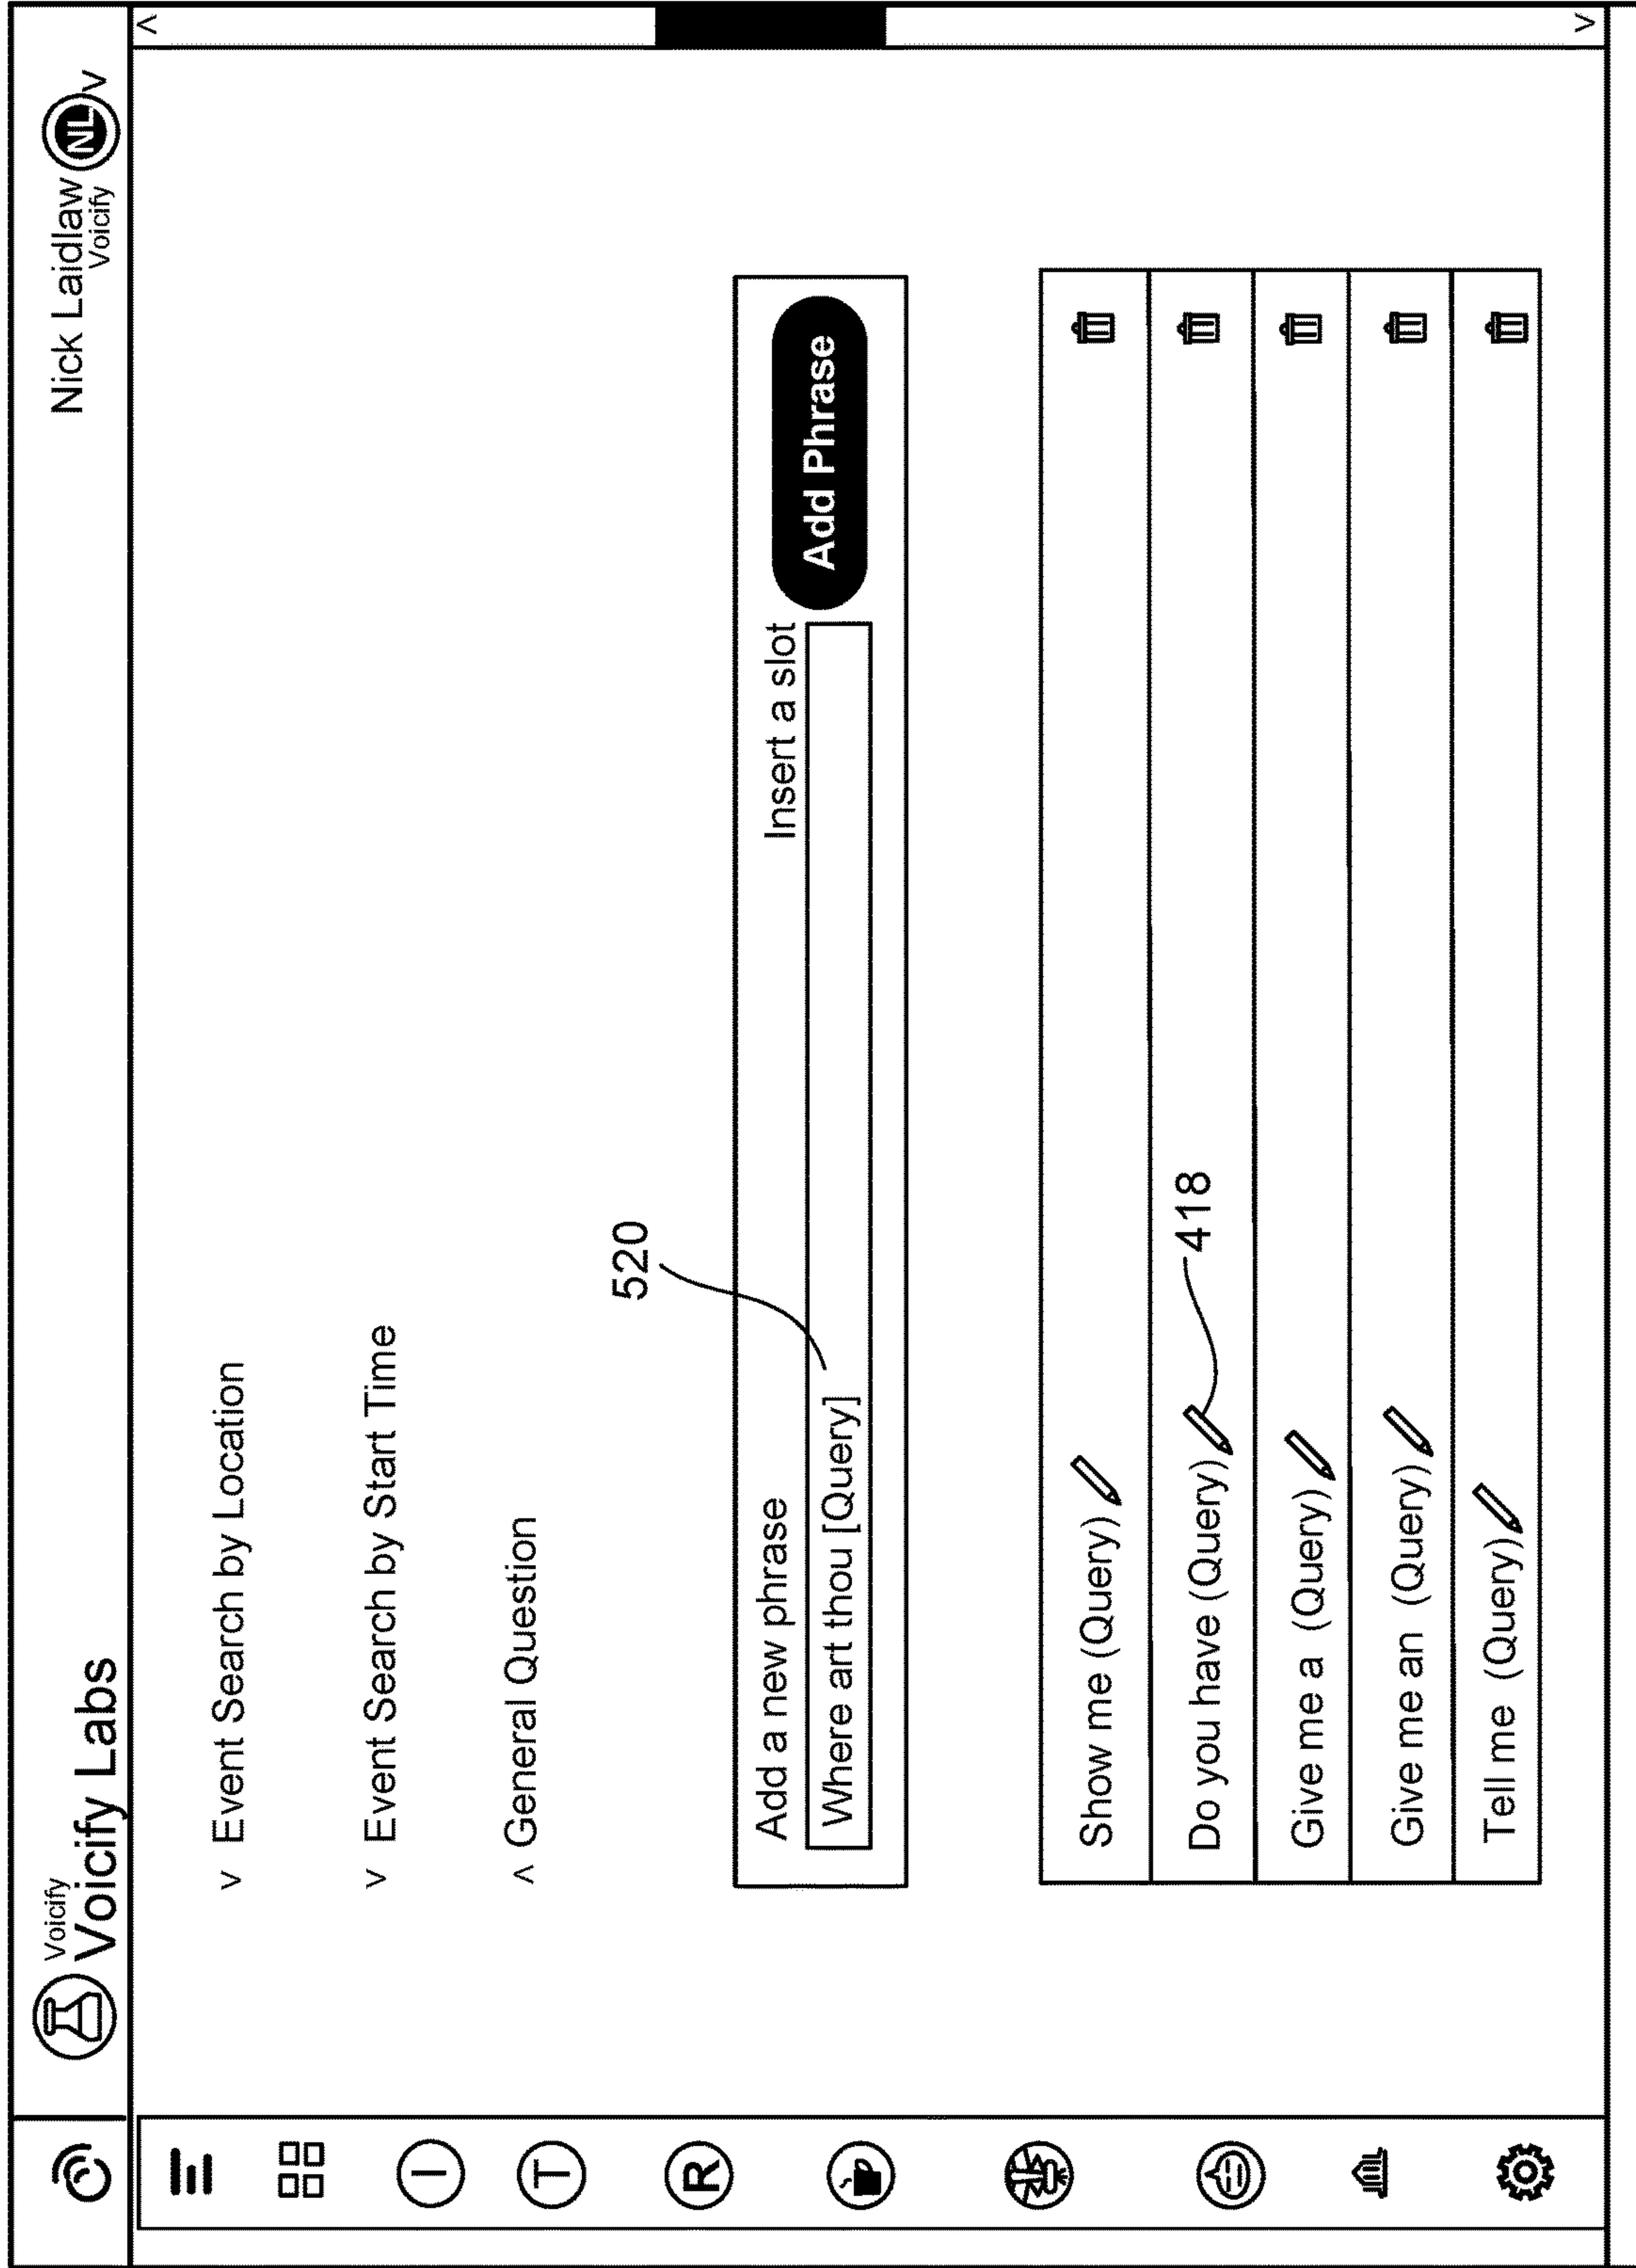 Voicify
Voicify Labs
Nick Laidlaw
Voicify
NL
v
v Event Search by Location
v Event Search by Start Time
^ General Question
520
Add a new phrase
Insert a slot
Where art thou [Query]
Add Phrase
Show me (Query)
Do you have (Query)
418
Give me a (Query)
Give me an (Query)
Tell me (Query)
I
T
R